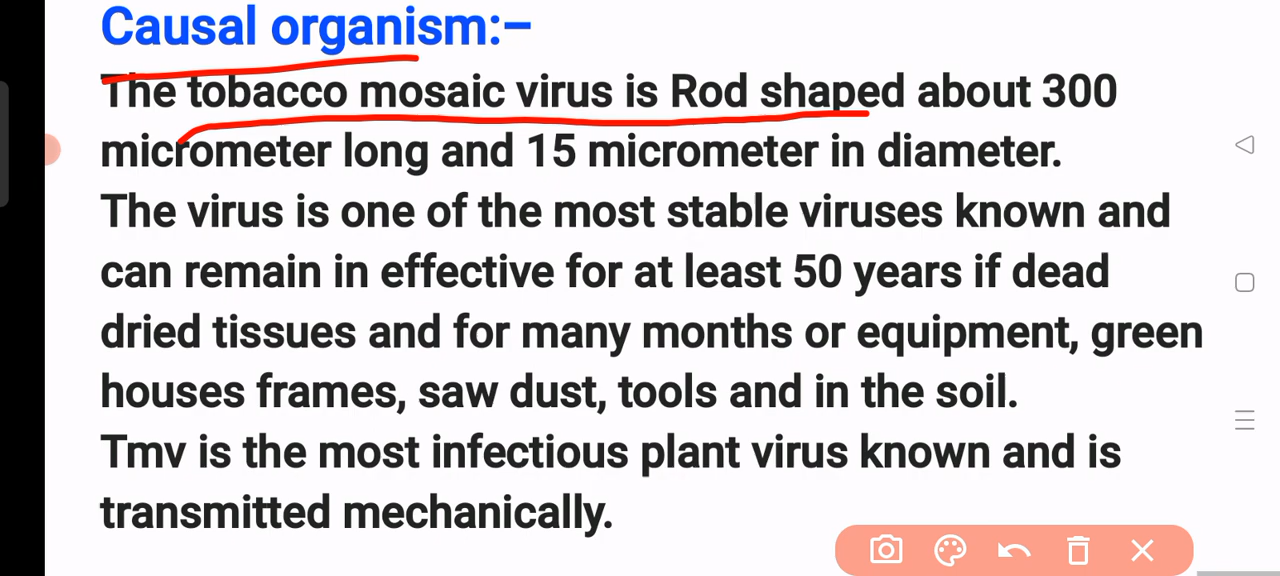 Causal organism:–
The tobacco mosaic virus is Rod shaped about 300
micrometer long and 15 micrometer in diameter.
The virus is one of the most stable viruses known and
can remain in effective for at least 50 years if dead
dried tissues and for many months or equipment, green
houses frames, saw dust, tools and in the soil.
Tmv is the most infectious plant virus known and is
transmitted mechanically.